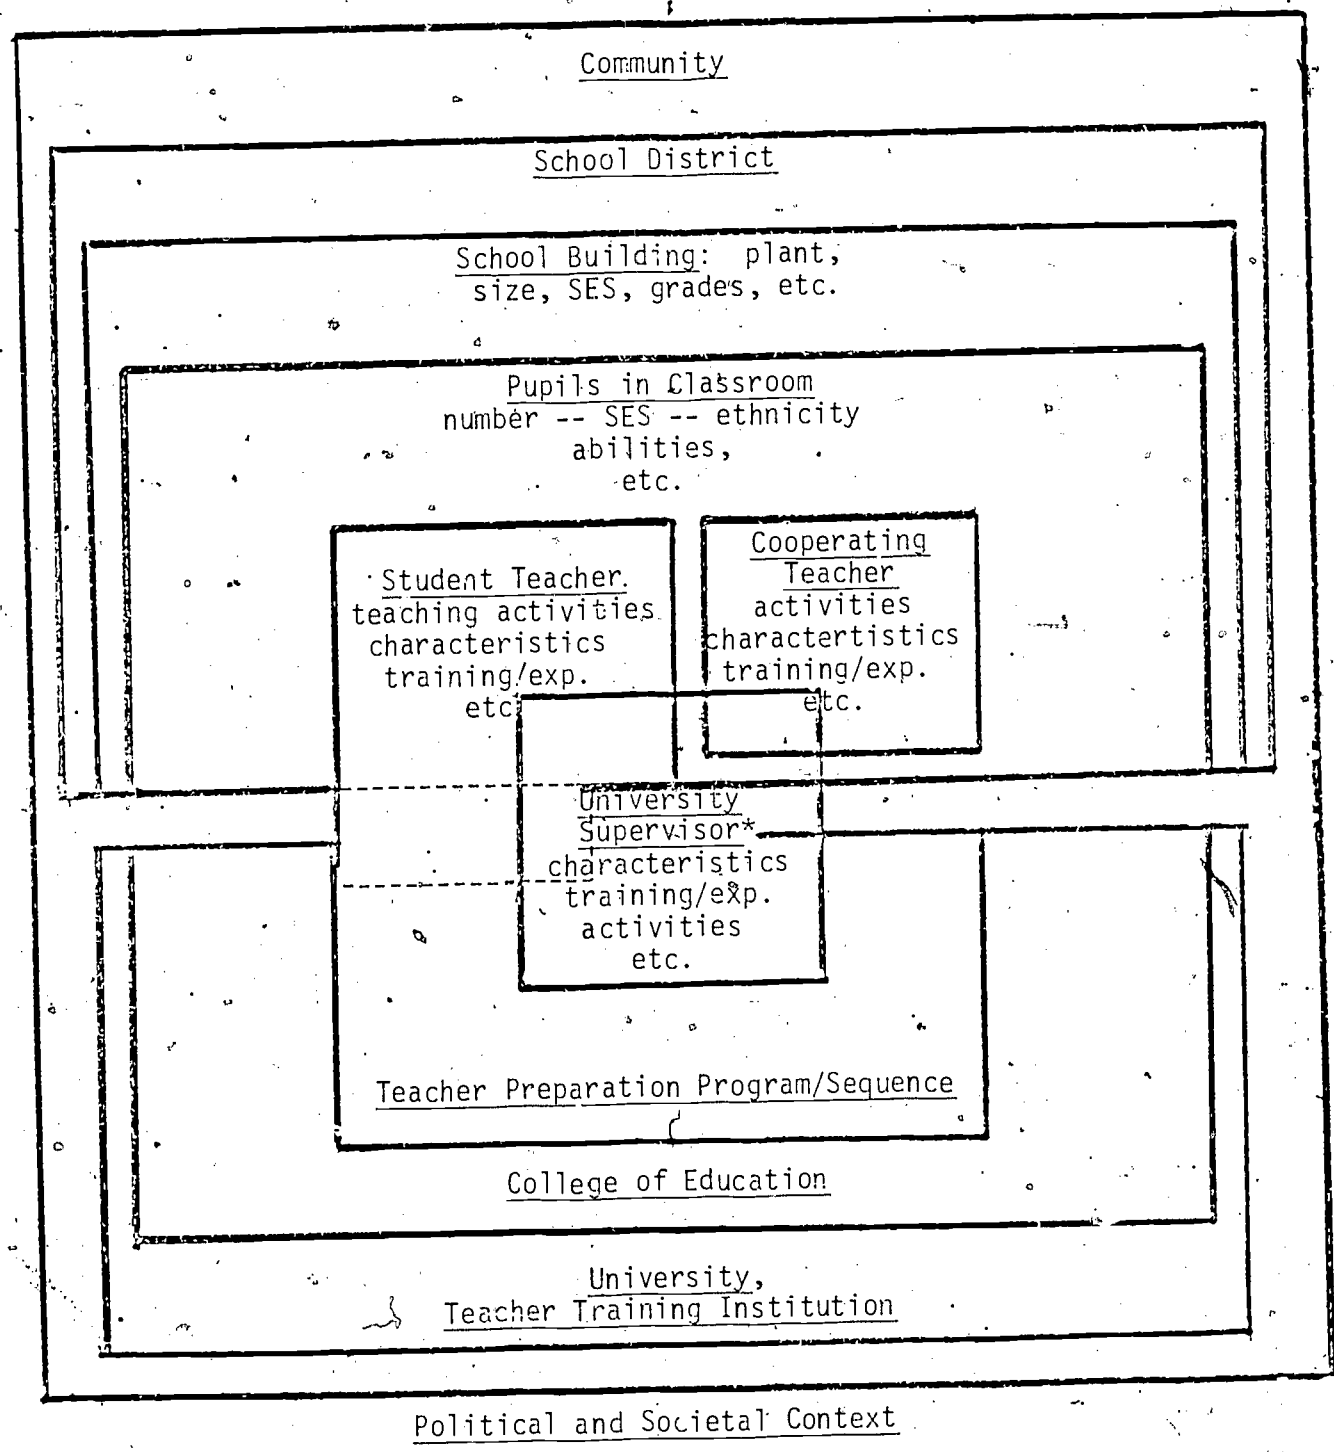 Community
School District
School Building: plant,
size, SES, grades, etc.
Pupils in Classroom
number -- SES -- ethnicity
abilities,
etc.
Student Teacher
teaching activities
characteristics
training/exp.
etc.
Cooperating
Teacher
activities
charactertistics
training/exp.
etc.
University
Supervisor*
characteristics
training/exp.
activities
etc.
Teacher Preparation Program/Sequence
College of Education
University,
Teacher Training Institution
Political and Societal Context